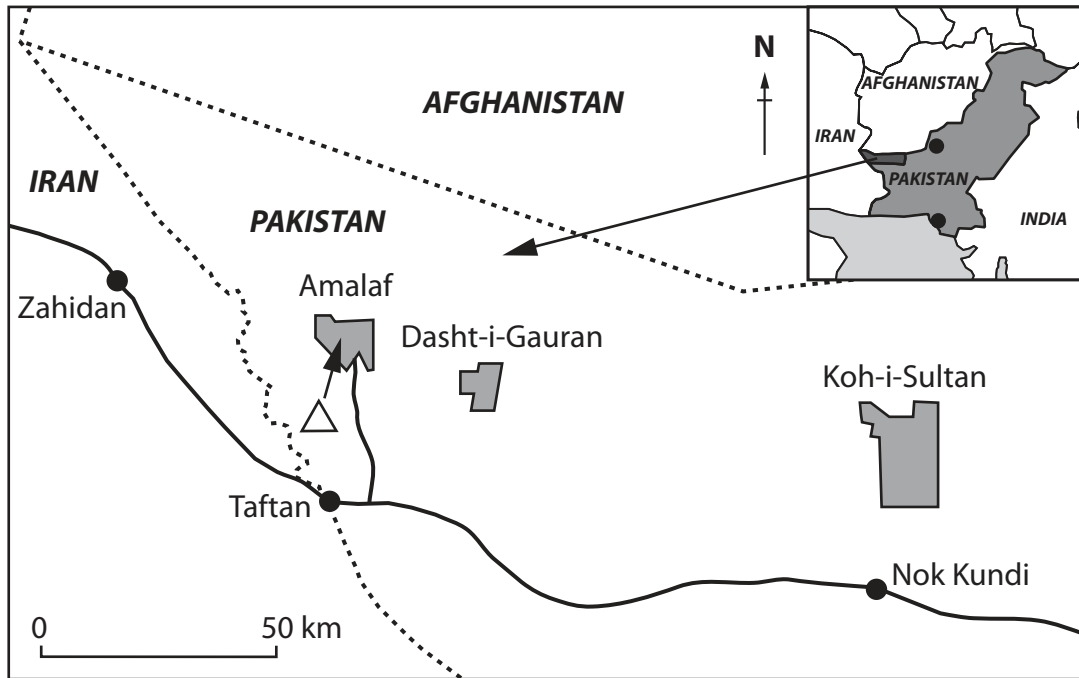 AFGHANISTAN
N
AFGHANISTAN
IRAN
PAKISTAN
INDIA
IRAN
PAKISTAN
Amalaf
Zahidan
Dasht-i-Gauran
Koh-i-Sultan
Taftan
Nok Kundi
0
50 km